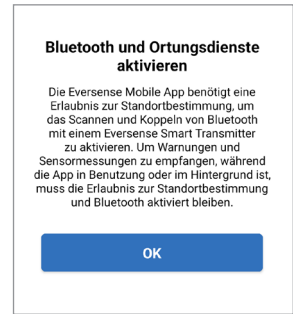 Bluetooth und Ortungsdienste
aktivieren
Die Eversense Mobile App benötigt eine
Erlaubnis zur Standortbestimmung, um
das Scannen und Koppeln von Bluetooth
mit einem Eversense Smart Transmitter
zu aktivieren. Um Warnungen und
Sensormessungen zu empfangen, während
die App in Benutzung oder im Hintergrund ist,
muss die Erlaubnis zur Standortbestimmung
und Bluetooth aktiviert bleiben.
OK